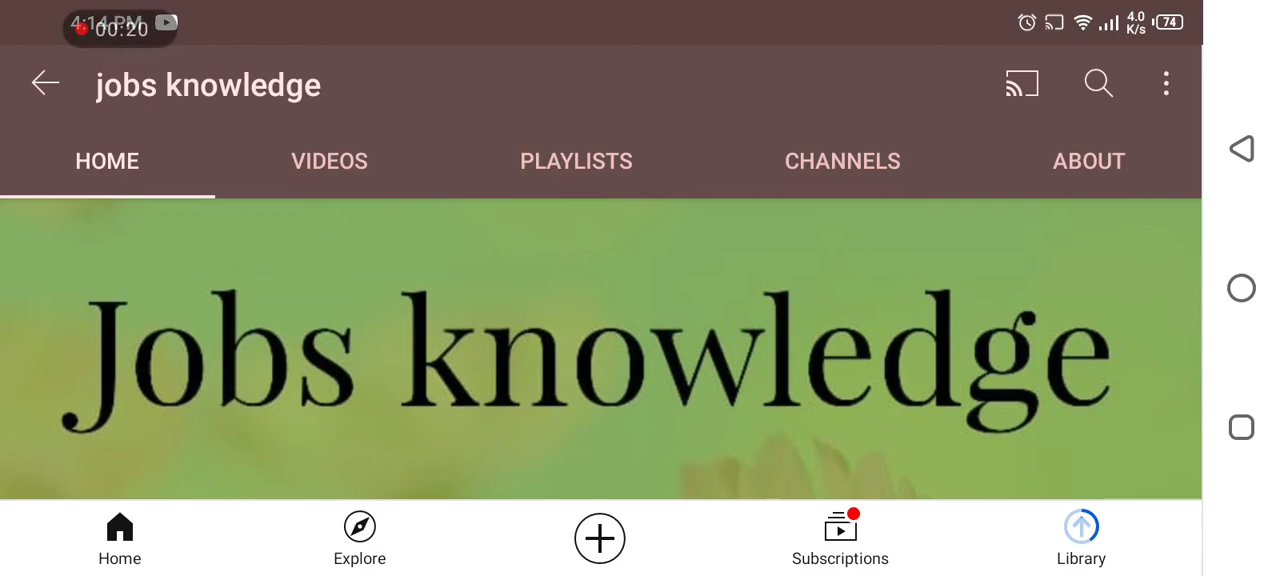 4:14 PM
00:20
4.0
K/s
74
jobs knowledge
HOME VIDEOS PLAYLISTS CHANNELS ABOUT
Jobs knowledge
Home Explore Subscriptions Library